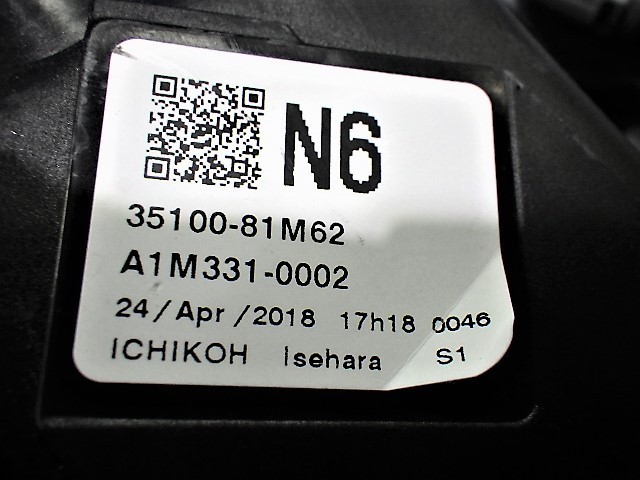 N6
35100-81M62
A1M331-0002
24/Apr/2018 17h18 0046
ICHIKOH Isehara S1